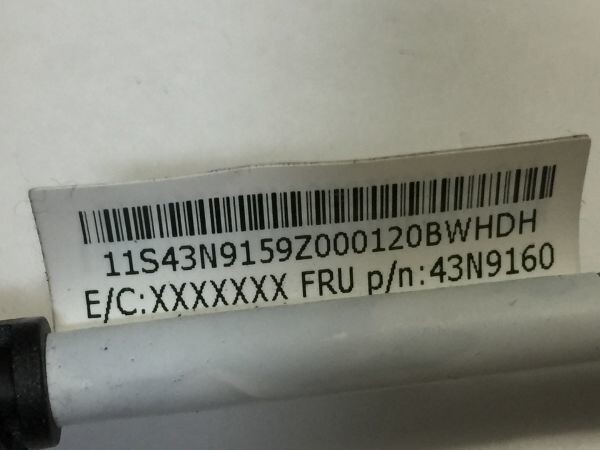 11S43N9159Z000120BWHDH
E/C:XXXXXXX FRU p/n:43N9160